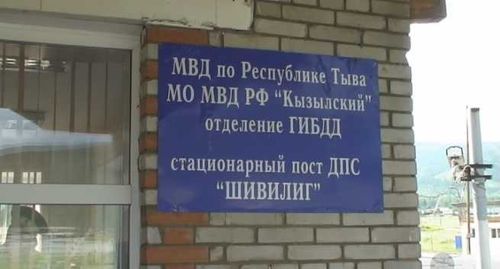 МВД по Республике Тыва
МО МВД РФ "Кызылский"
отделение ГИБДД
стационарный пост ДПС
"ШИВИЛИГ"